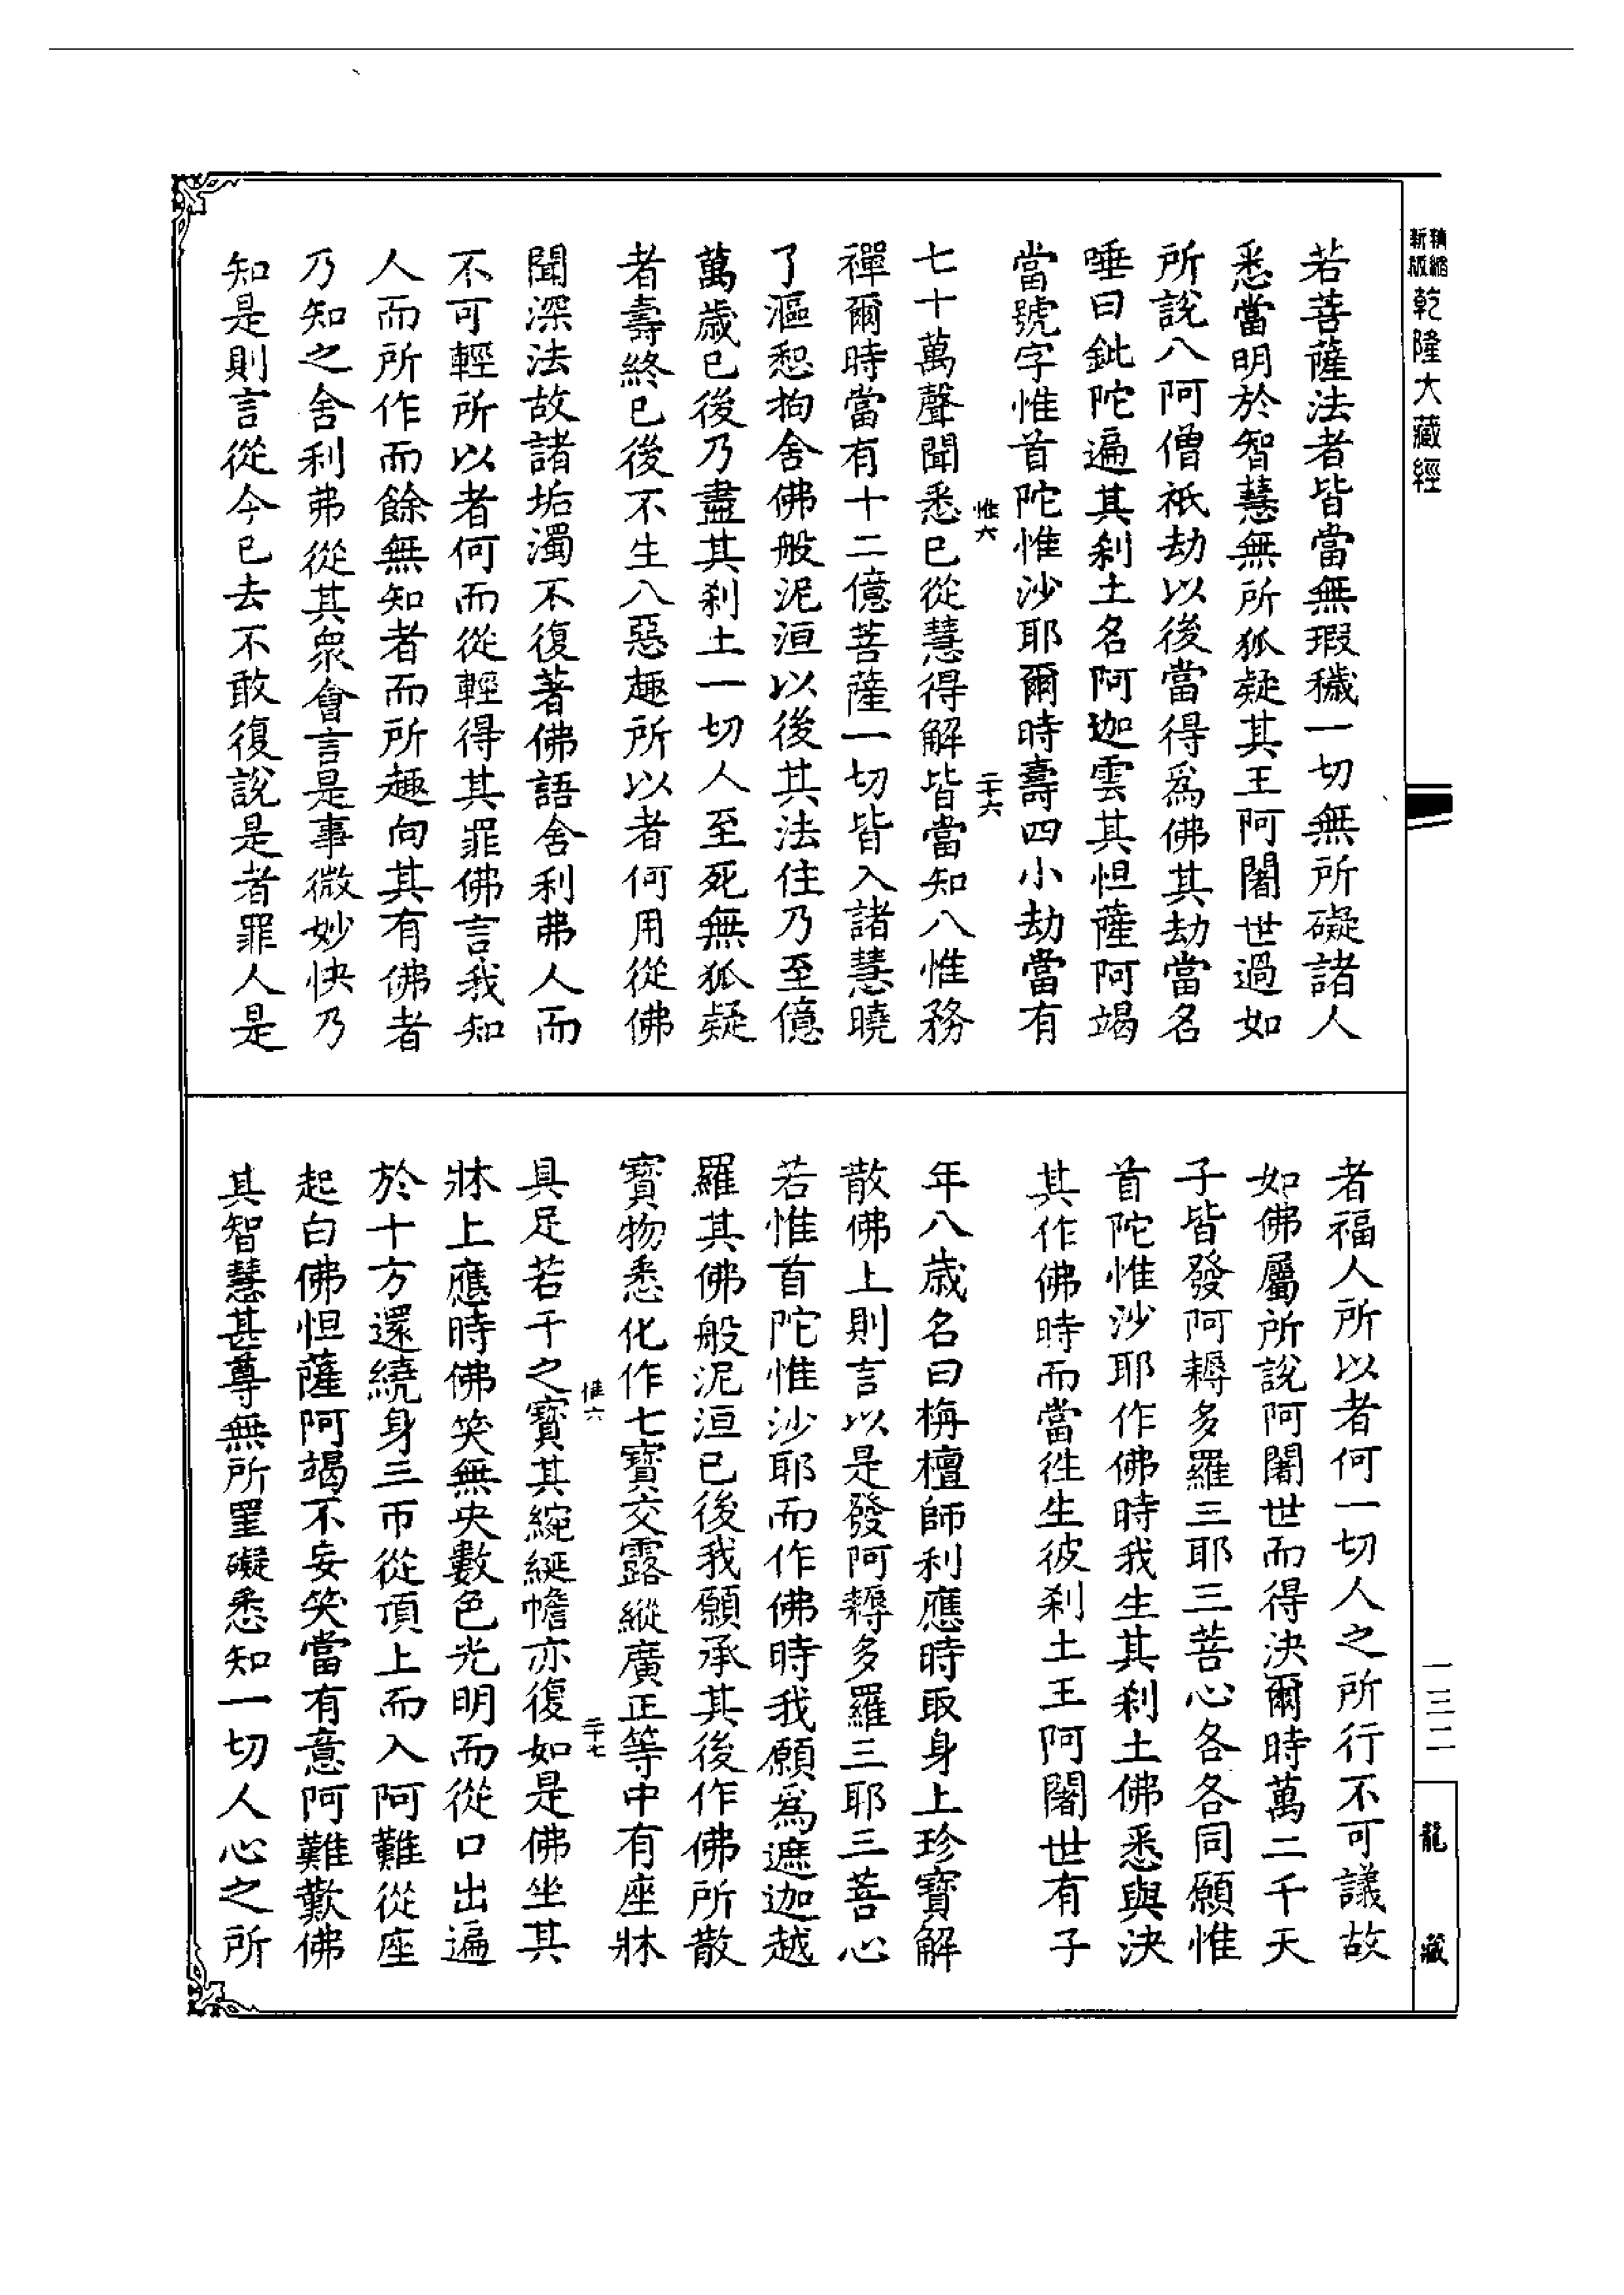 精縮
新版
乾隆大藏經
若菩薩法者皆當無瑕穢一切無所礙諸人
悉當明於智慧無所狐疑其王阿闍世過如
所說八阿僧祇劫以後當得爲佛其劫當名
唾曰鈚陀遍其刹土名阿迦雲其怛薩阿竭
當號字惟首陀惟沙耶爾時壽四小劫當有
惟六
二十六
七十萬聲聞悉已從慧得解皆當知八惟務
禪爾時當有十二億菩薩一切皆入諸慧曉
了漚恕拘舍佛般泥洹以後其法住乃至億
萬歲已後乃盡其刹土一切人至死無狐疑
者壽終已後不生八惡趣所以者何用從佛
聞深法故諸垢濁不復著佛語舍利弗人而
不可輕所以者何而從輕得其罪佛言我知
人而所作而餘無知者而所趣向其有佛者
乃知之舍利弗從其衆會言是事微妙快乃
知是則言從今已去不敢復說是者罪人是
者福人所以者何一切人之所行不可議故
如佛屬所說阿闍世而得決爾時萬二千天
子皆發阿耨多羅三耶三菩心各各同願惟
首陀惟沙耶作佛時我生其刹土佛悉與決
其作佛時而當徃生彼刹土王阿闍世有子
年八歲名曰栴檀師利應時取身上珍寶解
散佛上則言以是發阿耨多羅三耶三菩心
若惟首陀惟沙耶而作佛時我願爲遮迦越
羅其佛般泥洹已後我願承其後作佛所散
寶物悉化作七寶交露縱廣正等中有座牀
惟六
二十七
具足若干之寶其綩綖幨亦復如是佛坐其
牀上應時佛笑無央數色光明而從口出遍
於十方還繞身三帀從頂上而入阿難從座
起白佛怛薩阿竭不妄笑當有意阿難歎佛
其智慧甚尊無所罣礙悉知一切人心之所
一三二
龍藏